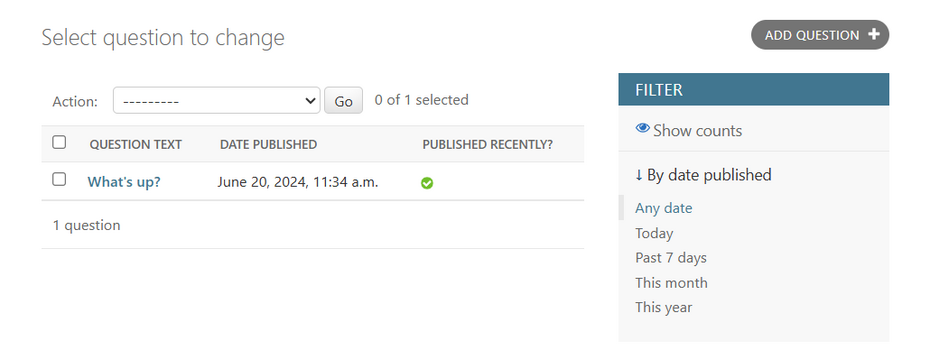 Select question to change
ADD QUESTION
Action: --------- Go 0 of 1 selected
QUESTION TEXT DATE PUBLISHED PUBLISHED RECENTLY?
What's up? June 20, 2024, 11:34 a.m.
1 question
FILTER
Show counts
↓ By date published
Any date
Today
Past 7 days
This month
This year